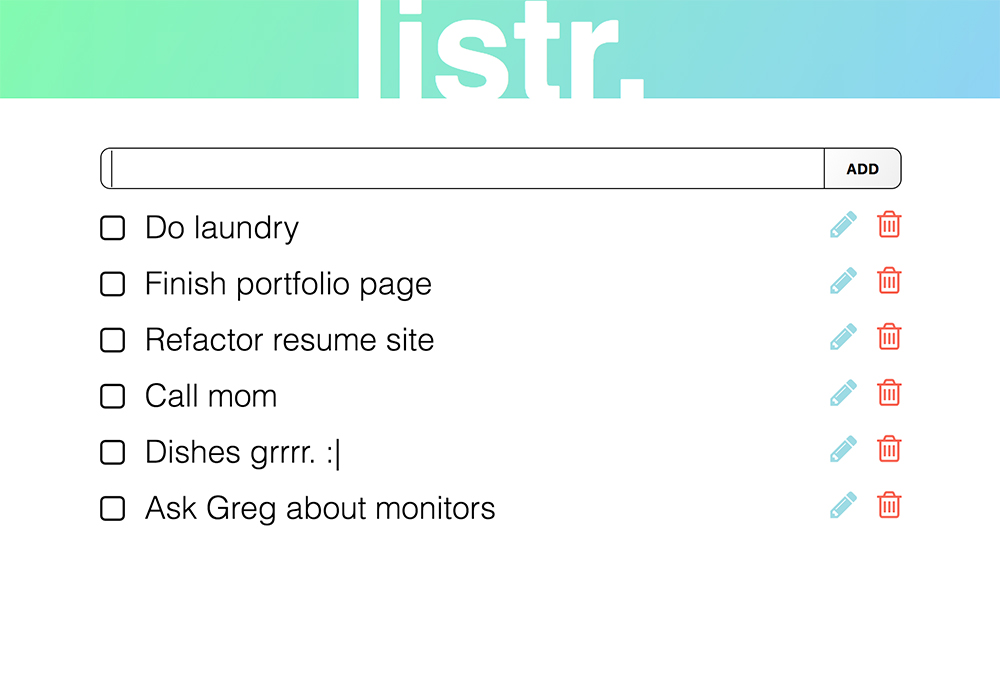 listr.
ADD
Do laundry
Finish portfolio page
Refactor resume site
Call mom
Dishes grrrr. :|
Ask Greg about monitors